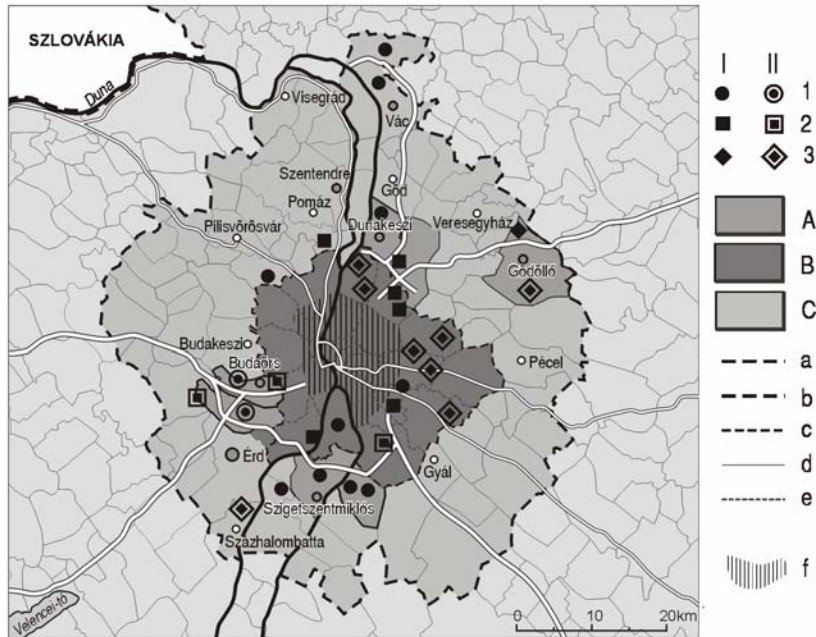 SZLOVÁKIA
Duna
Visegrád
Vác
Szentendre
Göd
Pomáz
Dunakeszi
Veresegyház
Pilisvörösvár
Gödöllő
Budakeszi
Budaörs
Pécel
Érd
Gyál
Szigetszentmiklós
Százhalombatta
Velencei-tó
0 10 20km
I II
1
2
3
A
B
C
a
b
c
d
e
f